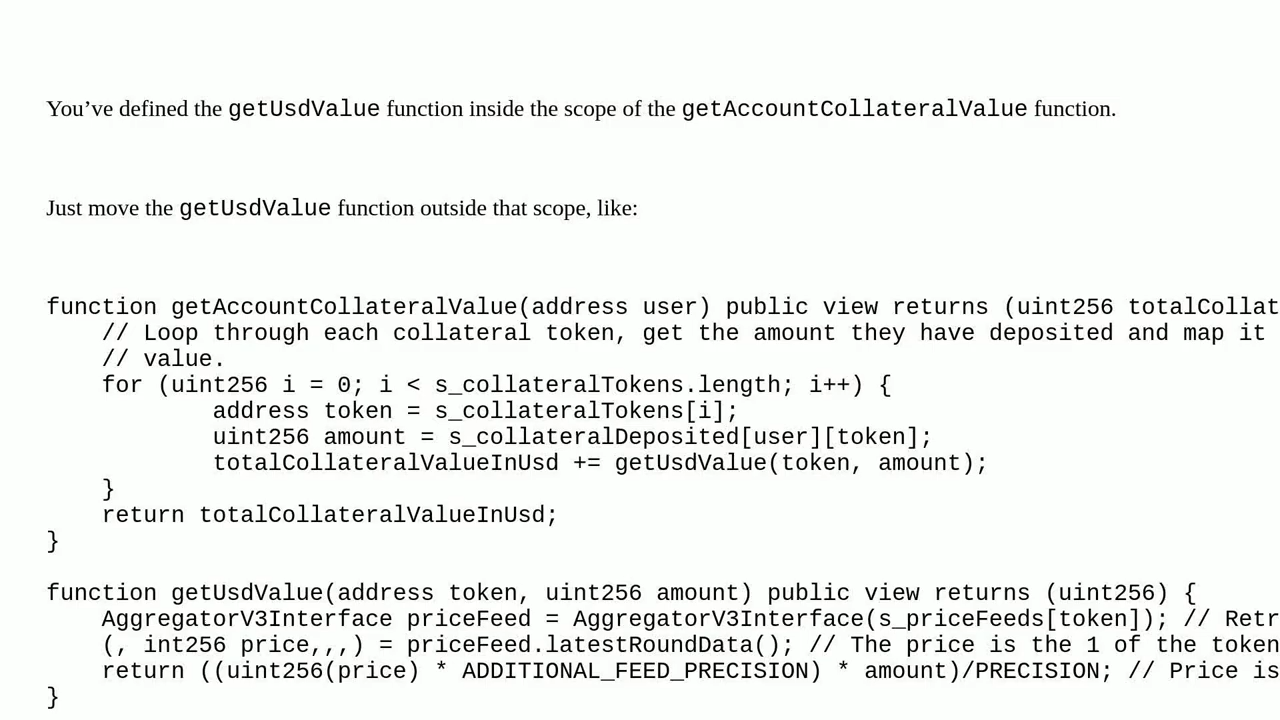 You’ve defined the getUsdValue function inside the scope of the getAccountCollateralValue function.
Just move the getUsdValue function outside that scope, like:
function getAccountCollateralValue(address user) public view returns (uint256 totalCollat
    // Loop through each collateral token, get the amount they have deposited and map it
    // value.
    for (uint256 i = 0; i < s_collateralTokens.length; i++) {
            address token = s_collateralTokens[i];
            uint256 amount = s_collateralDeposited[user][token];
            totalCollateralValueInUsd += getUsdValue(token, amount);
    }
    return totalCollateralValueInUsd;
}
function getUsdValue(address token, uint256 amount) public view returns (uint256) {
    AggregatorV3Interface priceFeed = AggregatorV3Interface(s_priceFeeds[token]); // Retr
    (, int256 price,,,) = priceFeed.latestRoundData(); // The price is the 1 of the token
    return ((uint256(price) * ADDITIONAL_FEED_PRECISION) * amount)/PRECISION; // Price is
}